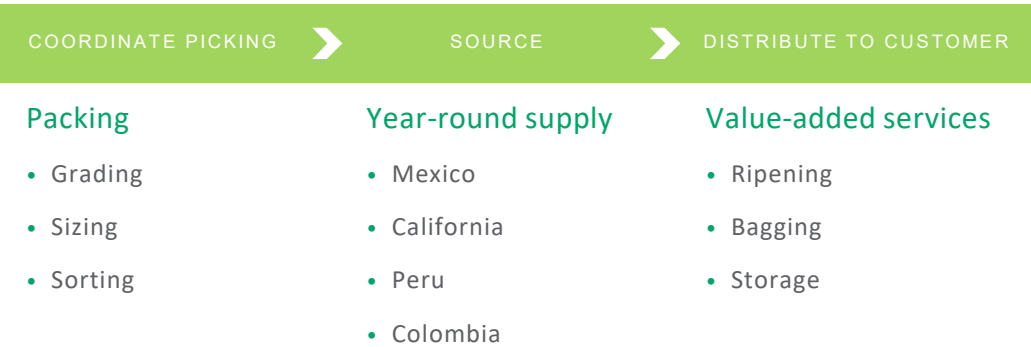 COORDINATE PICKING
SOURCE
DISTRIBUTE TO CUSTOMER
Packing
• Grading
• Sizing
• Sorting
Year-round supply
• Mexico
• California
• Peru
• Colombia
Value-added services
• Ripening
• Bagging
• Storage